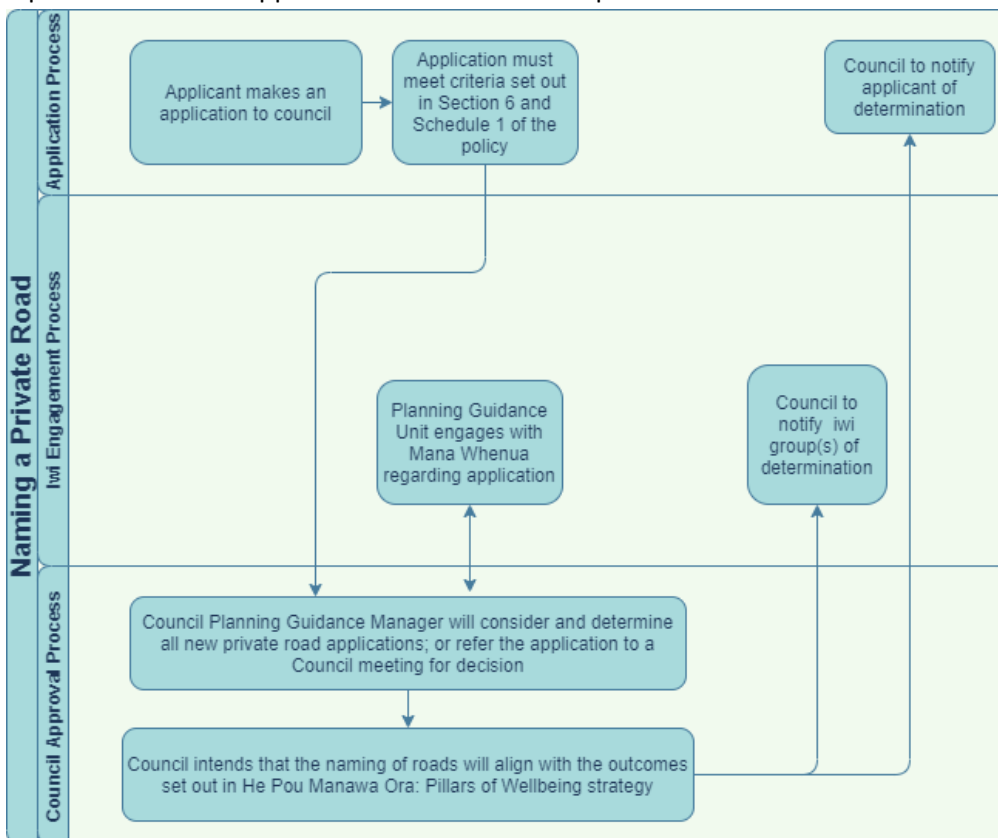 Naming a Private Road
Application Process
Applicant makes an
application to council
Application must
meet criteria set out
in Section 6 and
Schedule 1 of the
policy
Council to notify
applicant of
determination
Iwi Engagement Process
Planning Guidance
Unit engages with
Mana Whenua
regarding application
Council to
notify iwi
group(s) of
determination
Council Approval Process
Council Planning Guidance Manager will consider and determine
all new private road applications; or refer the application to a
Council meeting for decision
Council intends that the naming of roads will align with the outcomes
set out in He Pou Manawa Ora: Pillars of Wellbeing strategy